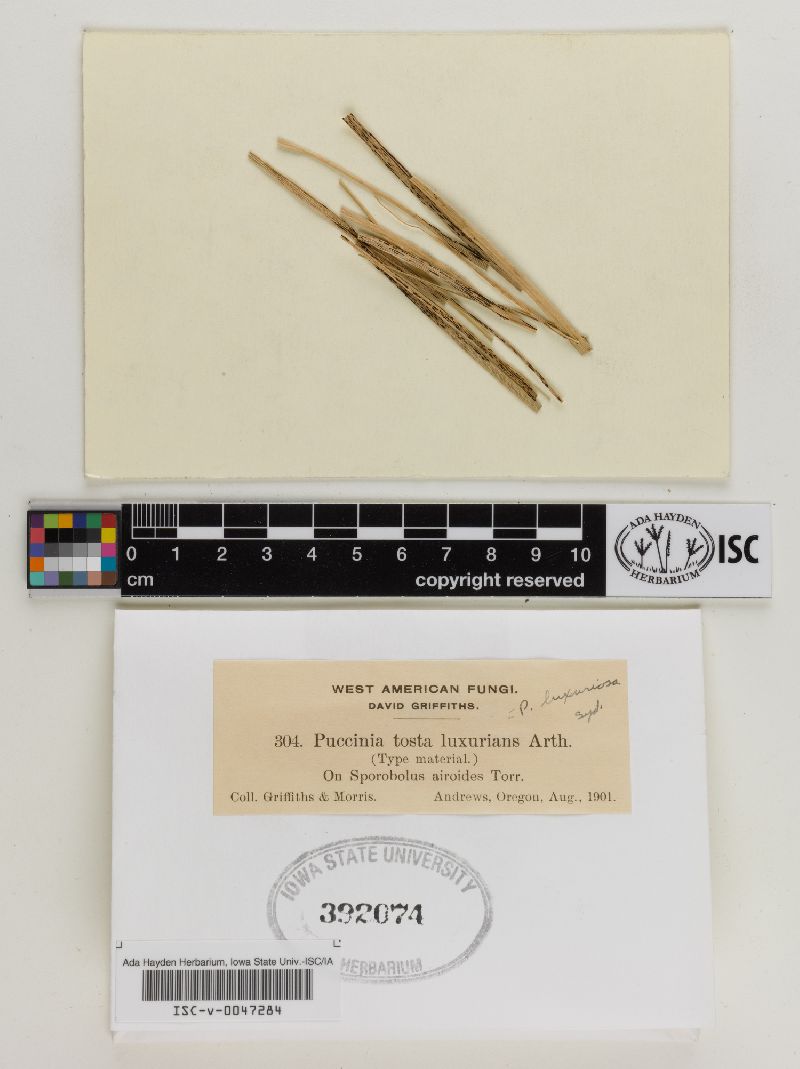 0 1 2 3 4 5 6 7 8 9 10
cm
copyright reserved
ADA HAYDEN
HERBARIUM
ISC
WEST AMERICAN FUNGI.
DAVID GRIFFITHS.
= P. luxuriosa
Syd.
304. Puccinia tosta luxurians Arth.
(Type material.)
On Sporobolus airoides Torr.
Coll. Griffiths & Morris. Andrews, Oregon, Aug., 1901.
IOWA STATE UNIVERSITY
392074
HERBARIUM
Ada Hayden Herbarium, Iowa State Univ.-ISC/IA
ISC-v-0047284